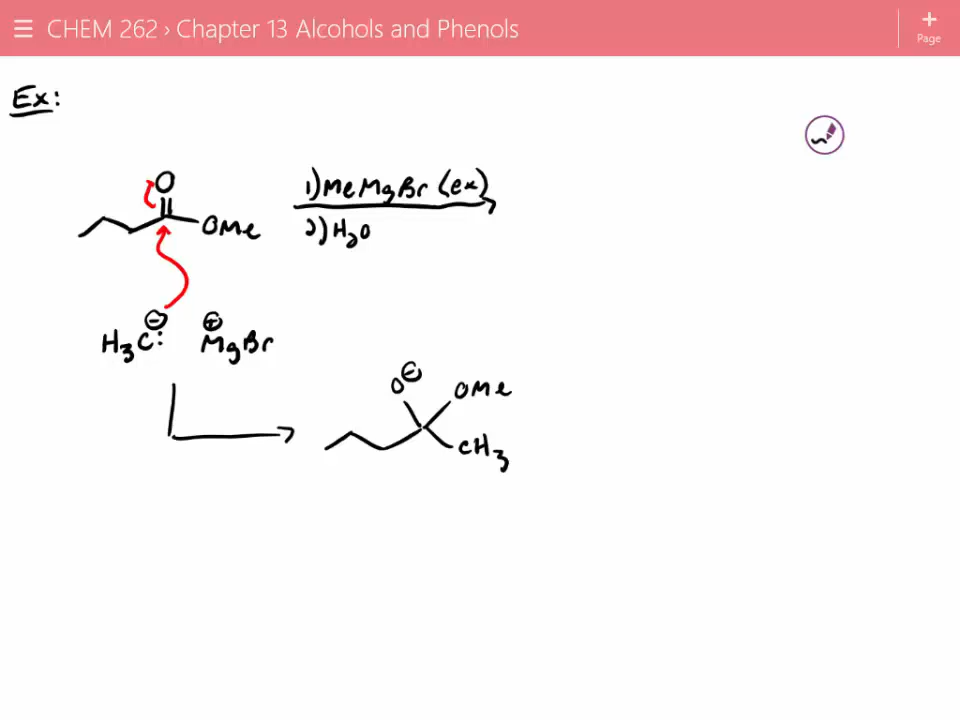 CHEM 262 › Chapter 13 Alcohols and Phenols
+
Page
Ex:
O
OMe
1) MeMgBr (ex)
2) H2O
H3C:⊖ ⊕MgBr
O⊖ OMe
CH3